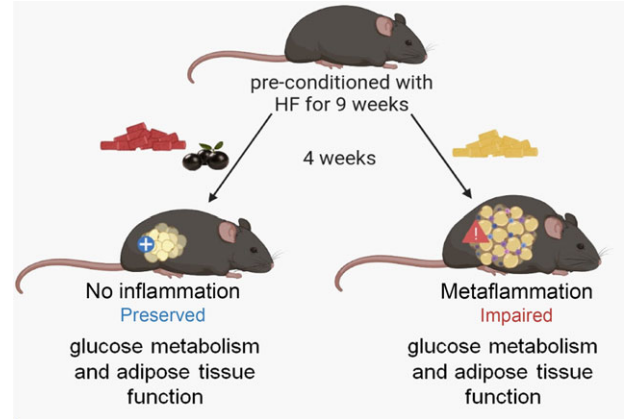 pre-conditioned with
HF for 9 weeks
4 weeks
No inflammation
Preserved
glucose metabolism
and adipose tissue
function
!
Metaflammation
Impaired
glucose metabolism
and adipose tissue
function